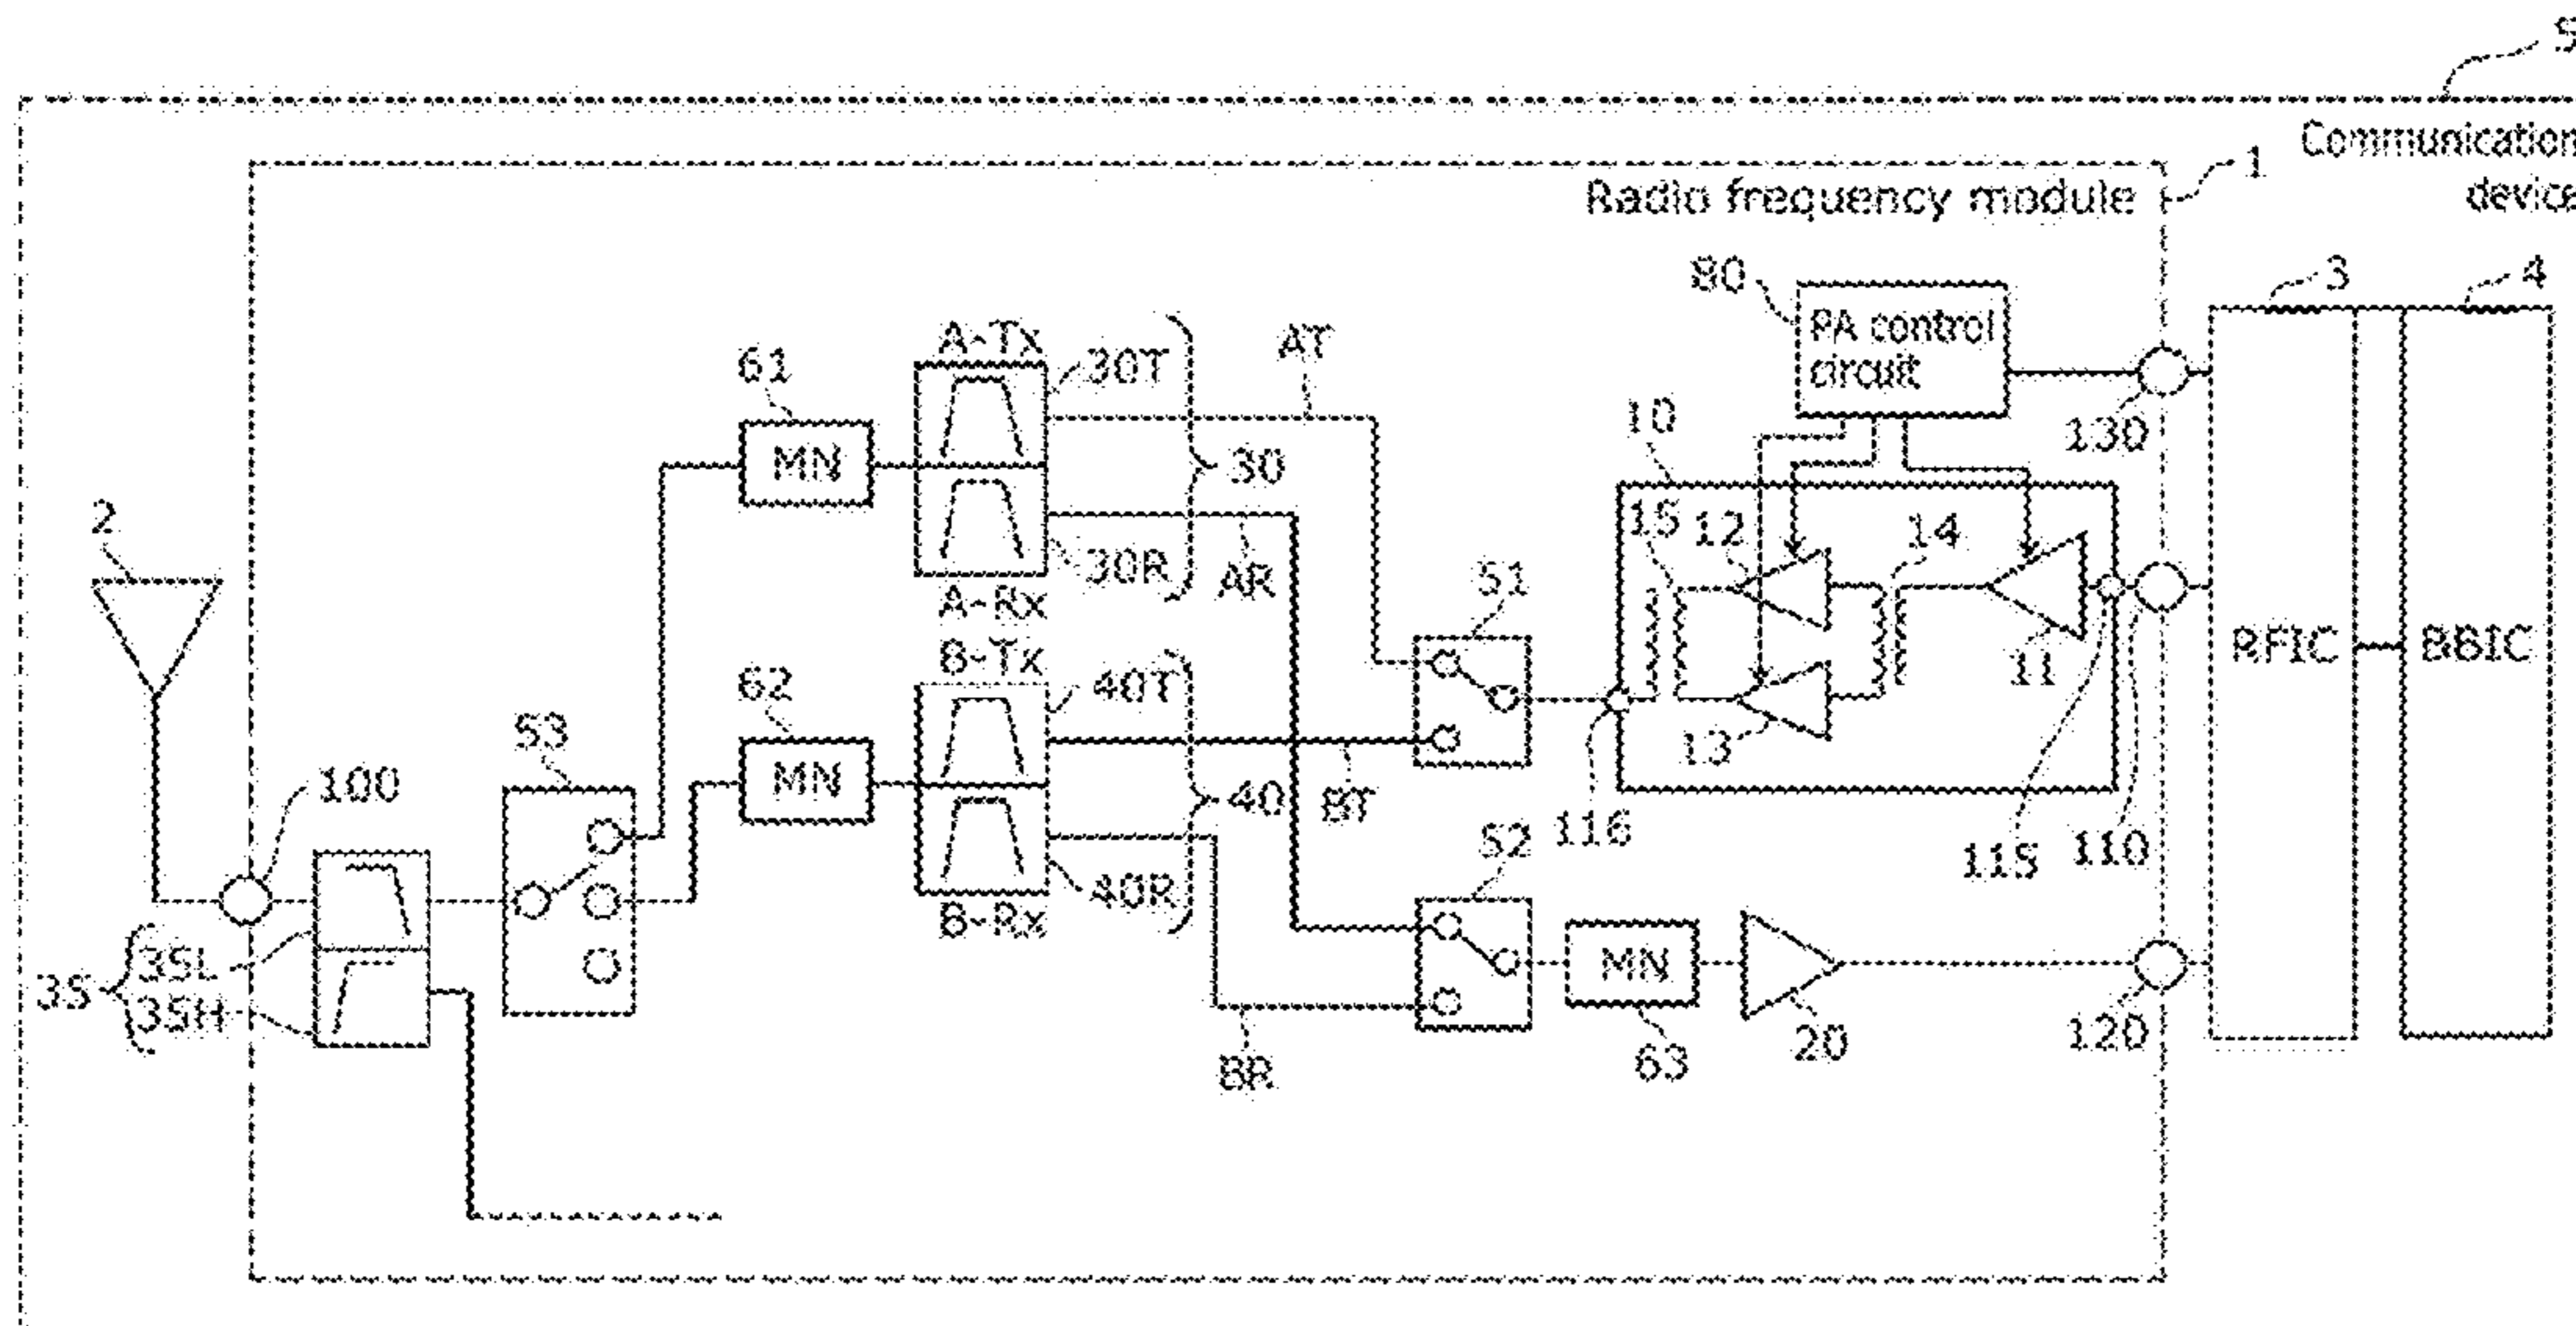 5
Communication
device
1
Radio frequency module
80
PA control
circuit
3
4
130
A-Tx
30T
AT
61
MN
10
30
15
12
14
2
30R
A-Rx
AR
51
11
RFIC
BBIC
B-Tx
40T
62
MN
13
53
100
40
BT
116
52
115
110
40R
B-Rx
35
35L
35H
MN
20
120
63
BR